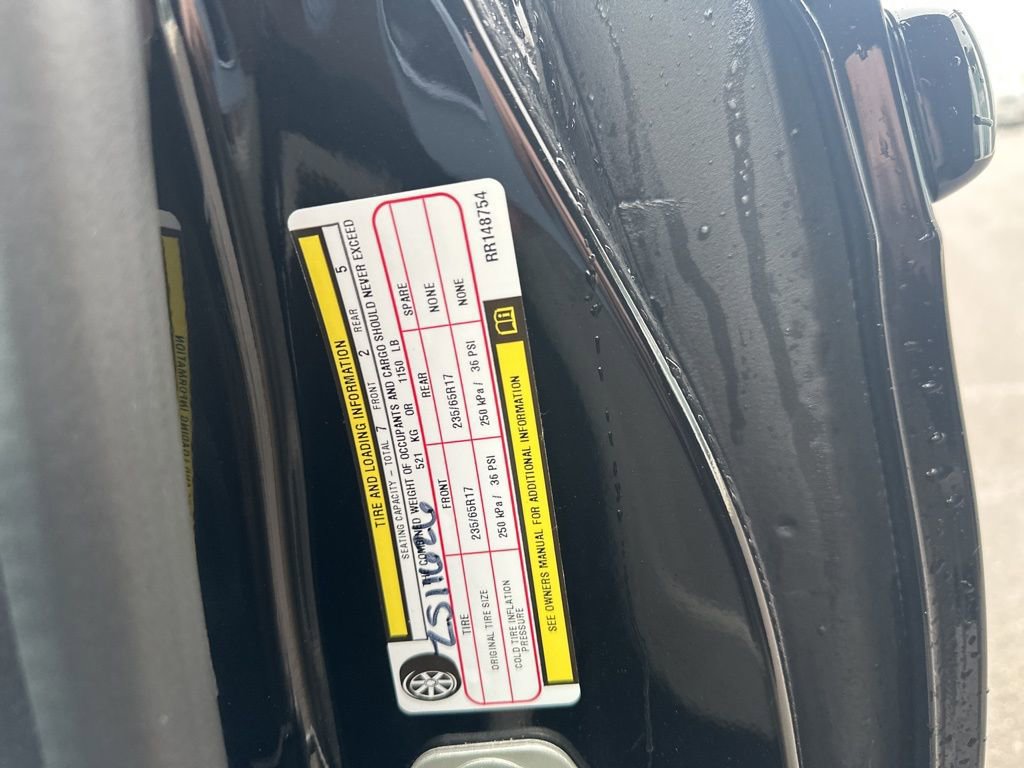 TIRE AND LOADING INFORMATION
SEATING CAPACITY - TOTAL 7 FRONT 2 REAR 5
COMBINED WEIGHT OF OCCUPANTS AND CARGO SHOULD NEVER EXCEED
521 KG OR 1150 LB
TIRE FRONT REAR SPARE
ORIGINAL TIRE SIZE 235/65R17 235/65R17 NONE
COLD TIRE INFLATION PRESSURE 250 kPa / 36 PSI 250 kPa / 36 PSI NONE
SEE OWNERS MANUAL FOR ADDITIONAL INFORMATION
RR148754